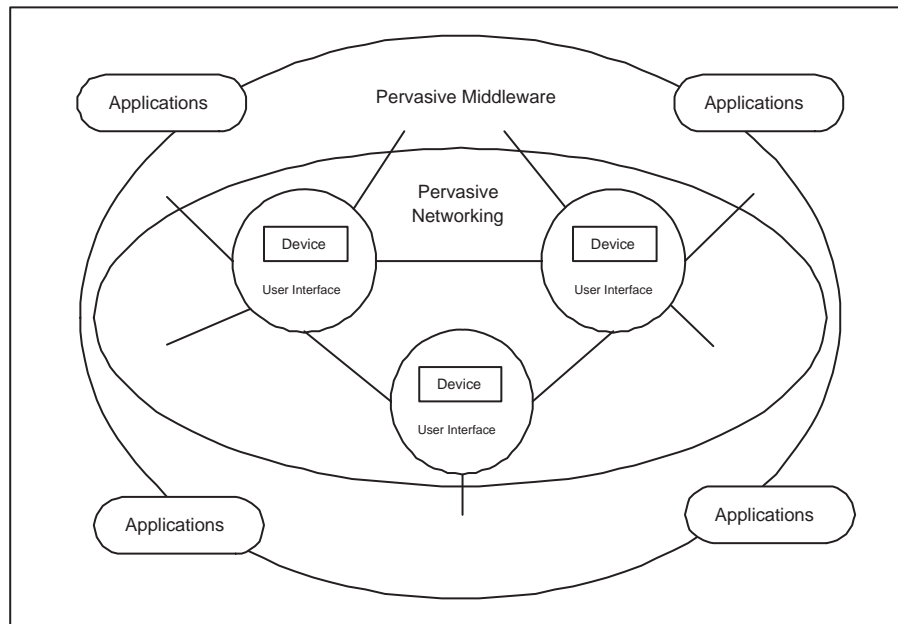 Applications
Pervasive Middleware
Applications
Pervasive
Networking
Device
User Interface
Device
User Interface
Device
User Interface
Applications
Applications